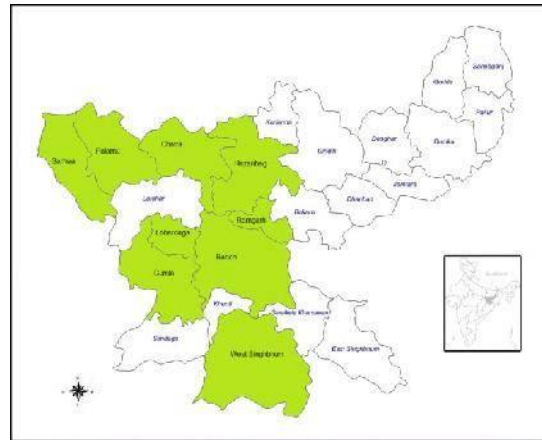 Sahibganj
Godda
Pakur
Koderma
Chatra
Deoghar
Dumka
Giridih
Palamu
Hazaribag
Garhwa
Jamtara
Latehar
Dhanbad
Bokaro
Ramgarh
Lohardaga
Ranchi
Gumla
Khunti
Simdega
East Singhbhum
West Singhbhum